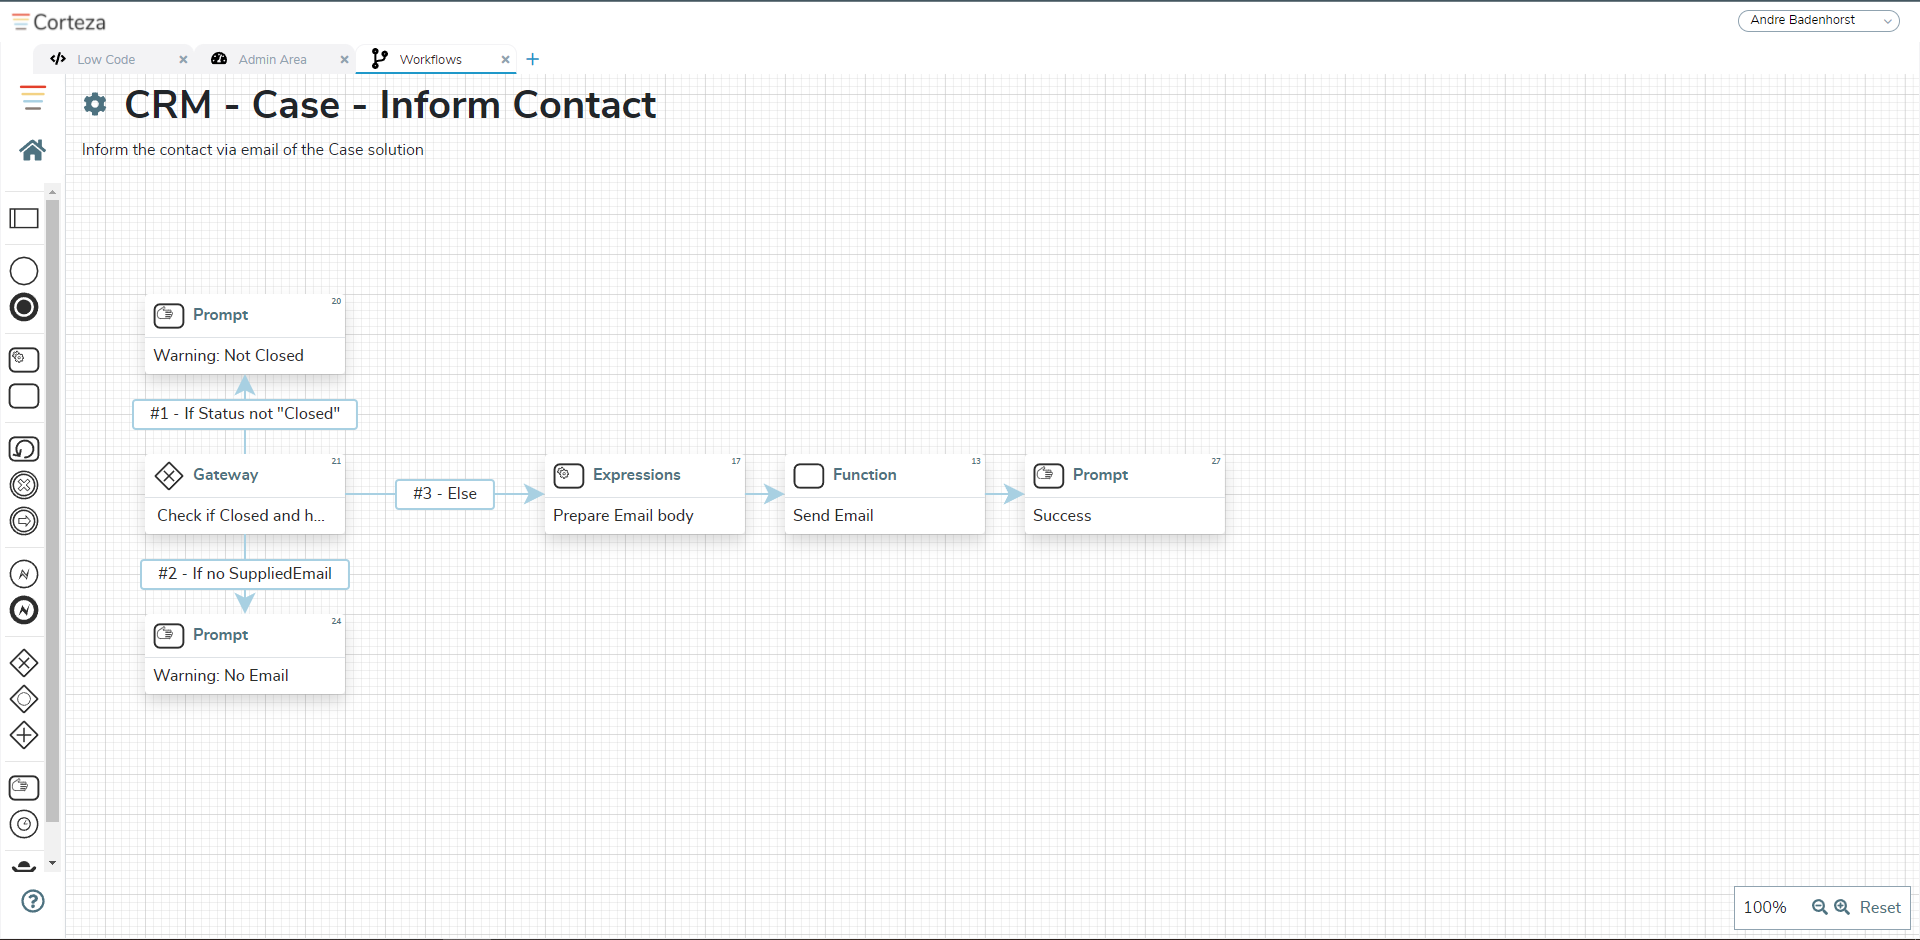 Corteza
Andre Badenhorst
Low Code
Admin Area
Workflows
CRM - Case - Inform Contact
Inform the contact via email of the Case solution
20
Prompt
Warning: Not Closed
#1 - If Status not "Closed"
21
Gateway
Check if Closed and h...
#3 - Else
17
Expressions
Prepare Email body
13
Function
Send Email
27
Prompt
Success
#2 - If no SuppliedEmail
24
Prompt
Warning: No Email
100%
Reset